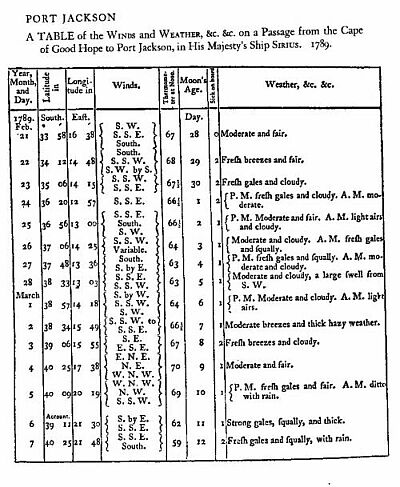 PORT JACKSON
A TABLE of the WINDS and WEATHER, &c. &c. on a Passage from the Cape
of Good Hope to Port Jackson, in His Majesty's Ship SIRIUS. 1789.
Year, Month, and Day. Latitude in Longitude in Winds. Thermometer at Noon. Moon's Age. Sick on board Weather, &c. &c.
1789. South. East. Day.
Feb.
21 33 58 16 38 S. W. S. S. E. South. 67 28 0 Moderate and fair.
22 34 12 14 48 South. S. S. W. S. W. by S. 68 29 2 Fresh breezes and fair.
23 35 06 14 15 S. S. W. S. S. E. 67½ 30 2 Fresh gales and cloudy.
24 36 20 12 57 S. S. E. 66½ 1 2 P. M. fresh gales and cloudy. A. M. moderate.
25 36 56 13 00 S. S. E. South. S. W. 66½ 2 1 P. M. Moderate and fair. A. M. light airs and cloudy.
26 37 06 14 25 S. S. W. Variable. 64 3 1 Moderate and cloudy. A. M. fresh gales and squally.
27 37 48 13 36 South. S. by E. 63 4 1 P. M. fresh gales and cloudy. A. M. moderate and cloudy.
28 38 33 13 03 S. S. E. S. S. W. 63 5 1 Moderate and cloudy, a large swell from S. W.
March
1 38 57 14 18 S. by W. S. S. W. S. W. 64 6 1 P. M. Moderate and cloudy. A. M. light airs.
2 38 34 15 49 S. S. W. to S. S. E. 66½ 7 1 Moderate breezes and thick hazy weather.
3 39 06 15 55 S. E. E. S. E. E. N. E. 67 8 2 Fresh breezes and cloudy.
4 40 25 17 38 N. E. W. N. W. 70 9 1 Moderate and fair.
5 40 09 20 19 W. N. W. N. W. S. S. W. 69 10 1 P. M. fresh gales and fair. A. M. ditto with rain.
Account.
6 39 11 21 30 S. by E. S. S. E. 62 11 1 Strong gales, squally, and thick.
7 40 25 21 48 S. S. E. South. 59 12 2 Fresh gales and squally, with rain.